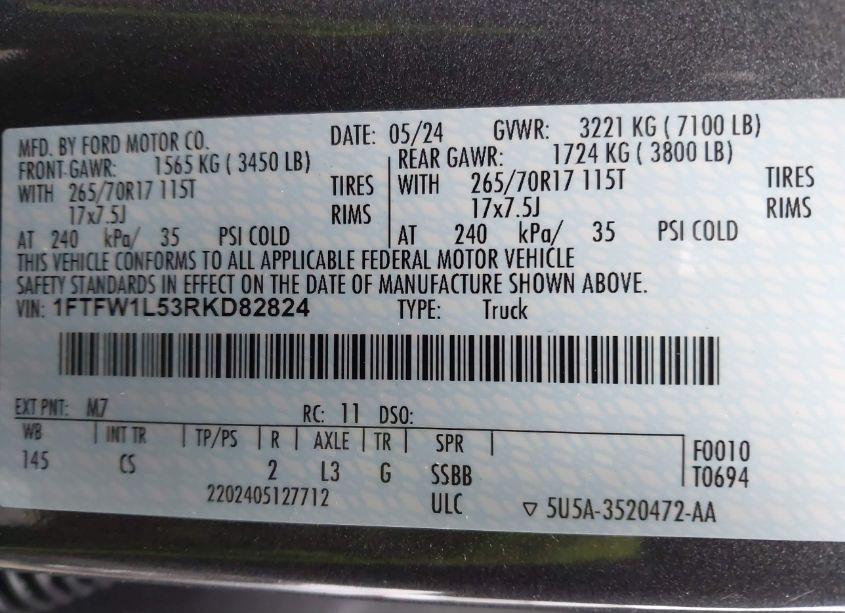 MFD. BY FORD MOTOR CO. DATE: 05/24 GVWR: 3221 KG ( 7100 LB)
FRONT GAWR: 1565 KG ( 3450 LB) REAR GAWR: 1724 KG ( 3800 LB)
WITH 265/70R17 115T TIRES WITH 265/70R17 115T TIRES
17x7.5J RIMS 17x7.5J RIMS
AT 240 kPa/ 35 PSI COLD AT 240 kPa/ 35 PSI COLD
THIS VEHICLE CONFORMS TO ALL APPLICABLE FEDERAL MOTOR VEHICLE
SAFETY STANDARDS IN EFFECT ON THE DATE OF MANUFACTURE SHOWN ABOVE.
VIN: 1FTFW1L53RKD82824 TYPE: Truck
EXT PNT: M7 RC: 11 DSO:
WB INT TR TP/PS R AXLE TR SPR F0010
145 CS 2 L3 G SSBB T0694
2202405127712 ULC ▽ 5U5A-3520472-AA